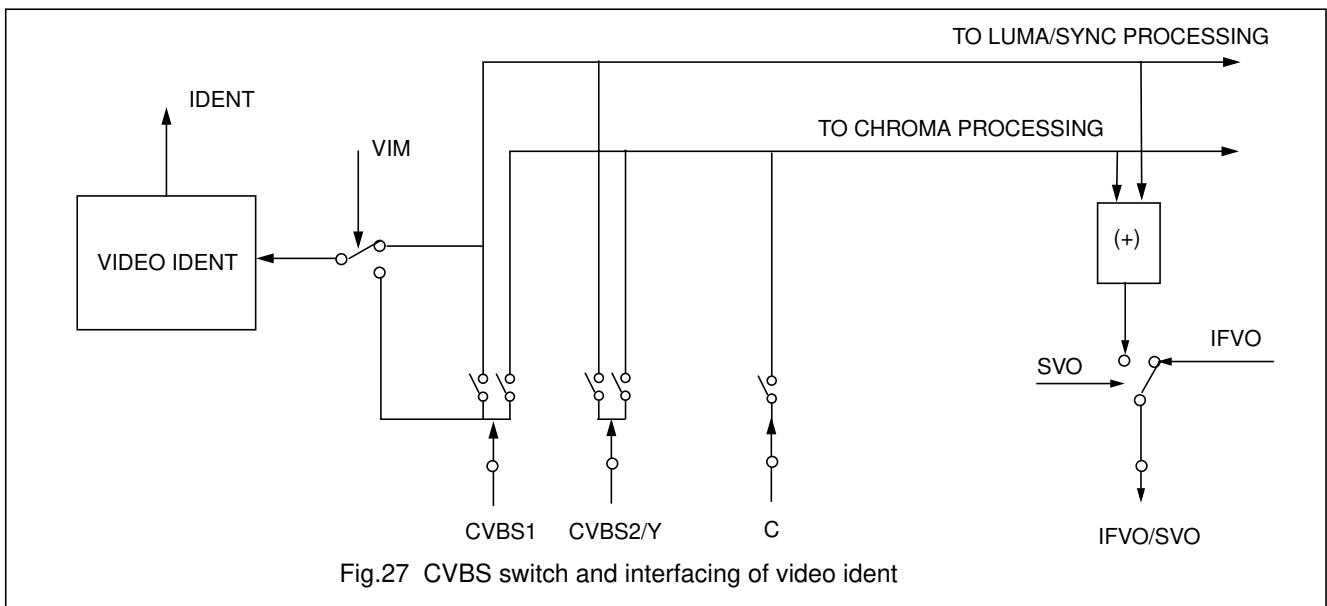 TO LUMA/SYNC PROCESSING
IDENT
TO CHROMA PROCESSING
VIM
VIDEO IDENT
(+)
IFVO
SVO
CVBS1
CVBS2/Y
C
IFVO/SVO
Fig.27 CVBS switch and interfacing of video ident